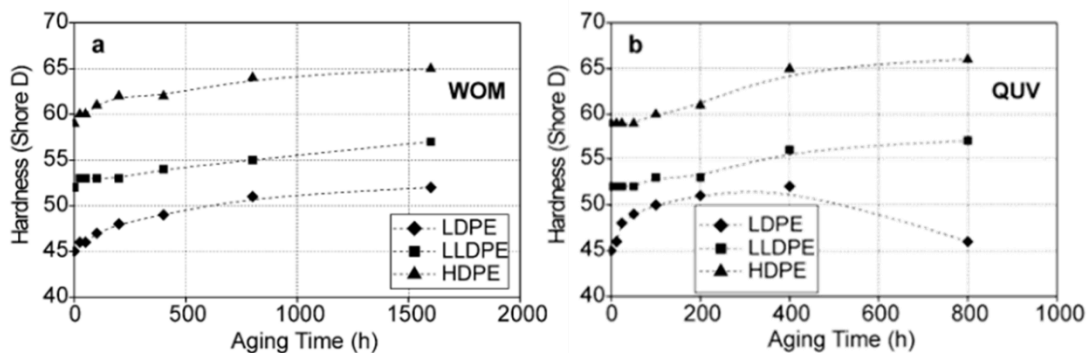 a
WOM
Hardness (Shore D)
70
65
60
55
50
45
40
LDPE
LLDPE
HDPE
0
500
1000
1500
2000
Aging Time (h)
b
QUV
Hardness (Shore D)
70
65
60
55
50
45
40
LDPE
LLDPE
HDPE
0
200
400
600
800
1000
Aging Time (h)